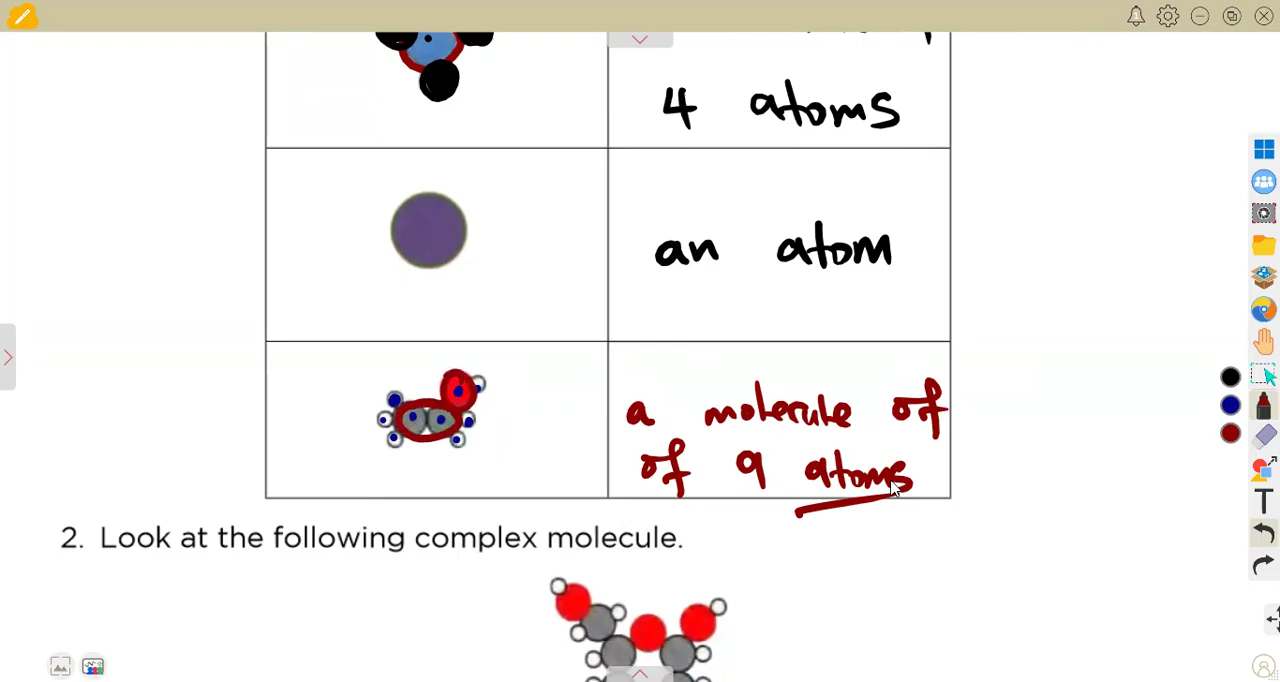 4 atoms
an atom
a molecule of
of 9 atoms
2. Look at the following complex molecule.
T